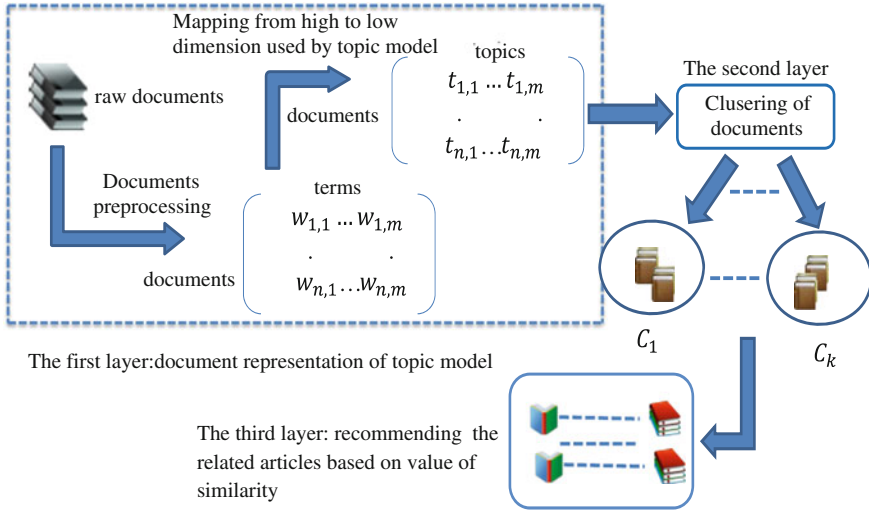 Mapping from high to low
dimension used by topic model
raw documents
topics
documents
t1,1 ... t1,m
. .
tn,1 ... tn,m
The second layer
Clusering of
documents
Documents
preprocessing
terms
documents
w1,1 ... w1,m
. .
wn,1 ... wn,m
C1
Ck
The first layer:document representation of topic model
The third layer: recommending the
related articles based on value of
similarity